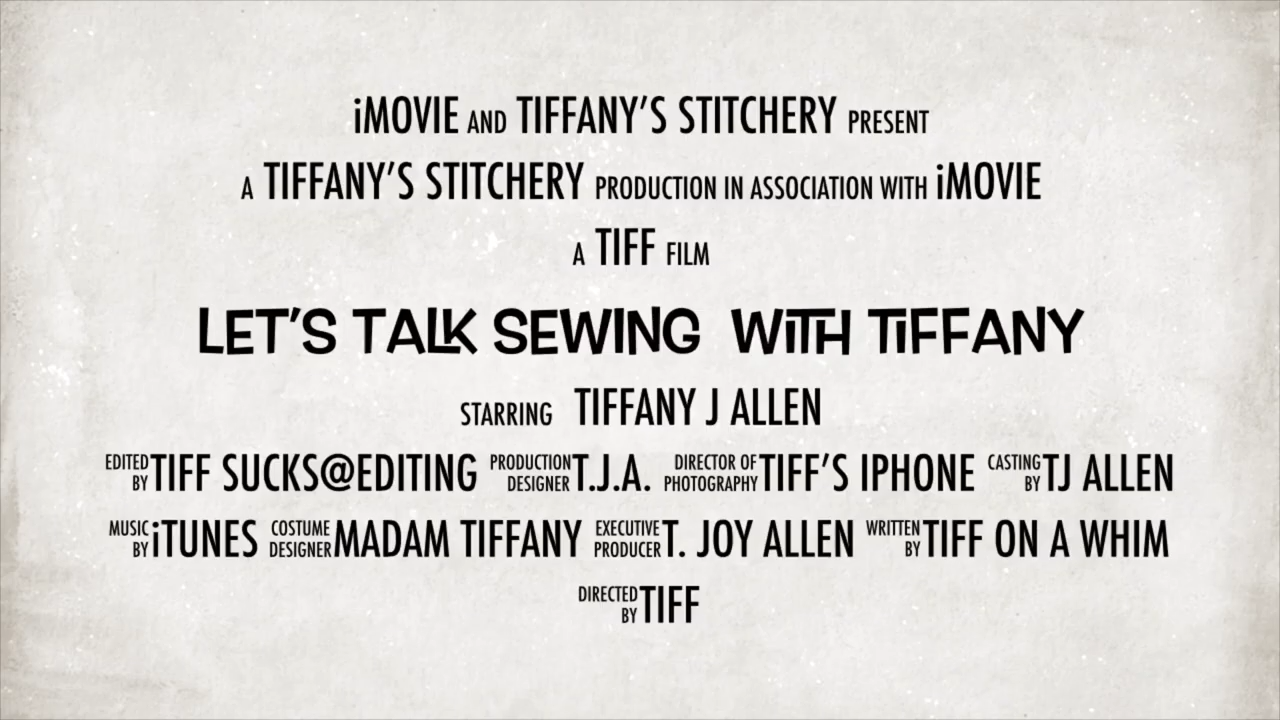 iMOVIE AND TIFFANY'S STITCHERY PRESENT
A TIFFANY'S STITCHERY PRODUCTION IN ASSOCIATION WITH iMOVIE
A TIFF FILM
LET'S TALK SEWING WiTH TiFFANY
STARRING TIFFANY J ALLEN
EDITED BY TIFF SUCKS@EDITING PRODUCTION DESIGNER T.J.A. DIRECTOR OF PHOTOGRAPHY TIFF'S IPHONE CASTING BY TJ ALLEN
MUSIC BY iTUNES COSTUME DESIGNER MADAM TIFFANY EXECUTIVE PRODUCER T. JOY ALLEN WRITTEN BY TIFF ON A WHIM
DIRECTED BY TIFF